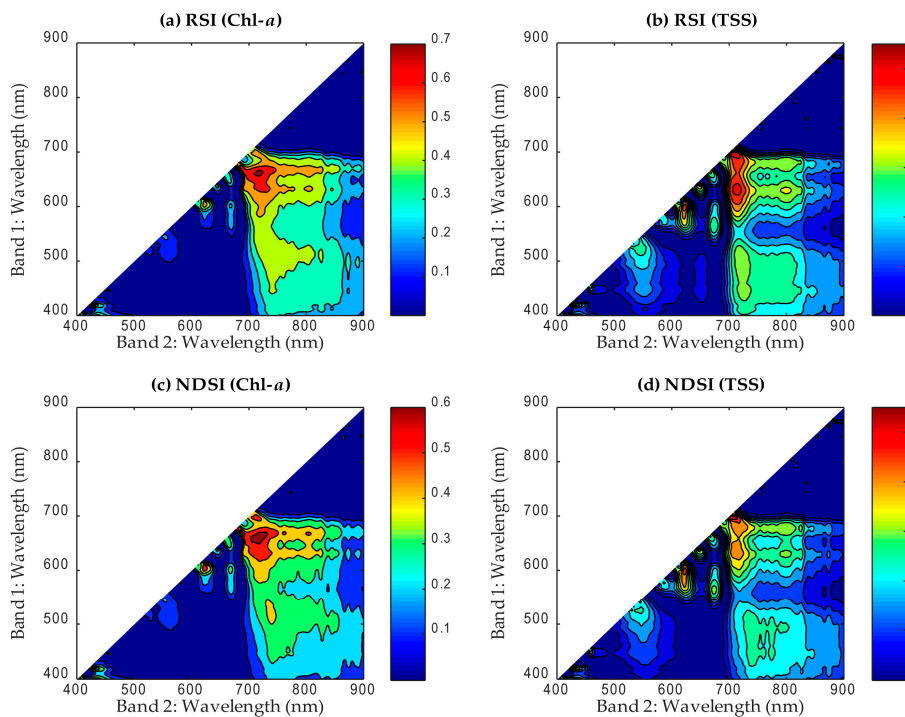 (a) RSI (Chl-a)
(b) RSI (TSS)
900
800
700
600
500
400
Band 1: Wavelength (nm)
400 500 600 700 800 900
Band 2: Wavelength (nm)
0.7
0.6
0.5
0.4
0.3
0.2
0.1
900
800
700
600
500
400
Band 1: Wavelength (nm)
400 500 600 700 800 900
Band 2: Wavelength (nm)
(c) NDSI (Chl-a)
(d) NDSI (TSS)
900
800
700
600
500
400
Band 1: Wavelength (nm)
400 500 600 700 800 900
Band 2: Wavelength (nm)
0.6
0.5
0.4
0.3
0.2
0.1
900
800
700
600
500
400
Band 1: Wavelength (nm)
400 500 600 700 800 900
Band 2: Wavelength (nm)